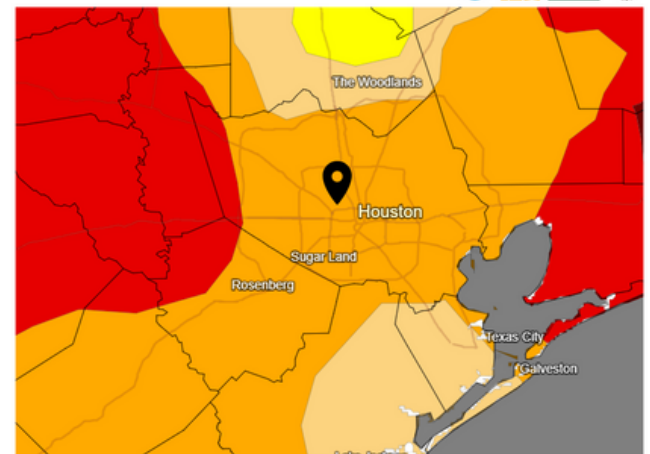 The Woodlands
Houston
Sugar Land
Rosenberg
Texas City
Galveston